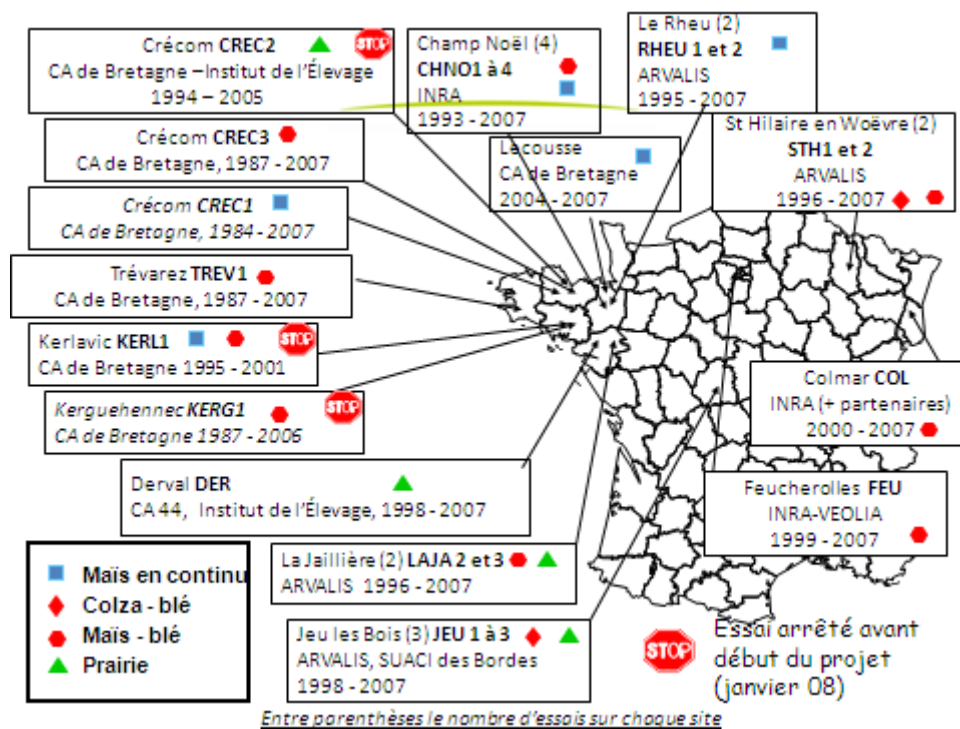 Crécom CREC2
STOP
CA de Bretagne – Institut de l'Élevage
1994 – 2005
Champ Noël (4)
CHNO1 à 4
INRA
1993 - 2007
Le Rheu (2)
RHEU 1 et 2
ARVALIS
1995 - 2007
Crécom CREC3
CA de Bretagne, 1987 - 2007
Lécousse
CA de Bretagne
2004 - 2007
St Hilaire en Woëvre (2)
STH1 et 2
ARVALIS
1996 - 2007
Crécom CREC1
CA de Bretagne, 1984 - 2007
Trévarez TREV1
CA de Bretagne, 1987 - 2007
Kerlavic KERL1
STOP
CA de Bretagne 1995 - 2001
Kerguehennec KERG1
STOP
CA de Bretagne 1987 - 2006
Colmar COL
INRA (+ partenaires)
2000 - 2007
Derval DER
CA 44, Institut de l'Élevage, 1998 - 2007
Feucherolles FEU
INRA-VEOLIA
1999 - 2007
Maïs en continu
Colza - blé
Maïs - blé
Prairie
La Jaillière (2) LAJA 2 et 3
ARVALIS 1996 - 2007
Jeu les Bois (3) JEU 1 à 3
ARVALIS, SUACI des Bordes
1998 - 2007
STOP
Essai arrêté avant
début du projet
(janvier 08)
Entre parenthèses le nombre d'essais sur chaque site